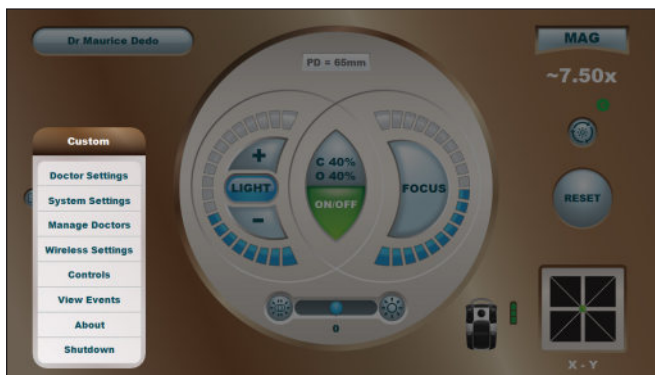 Dr Maurice Dedo
MAG
PD = 65mm
~7.50x
Custom
Doctor Settings
System Settings
Manage Doctors
Wireless Settings
Controls
View Events
About
Shutdown
+
LIGHT
-
C 40%
O 40%
ON/OFF
FOCUS
RESET
0
X - Y